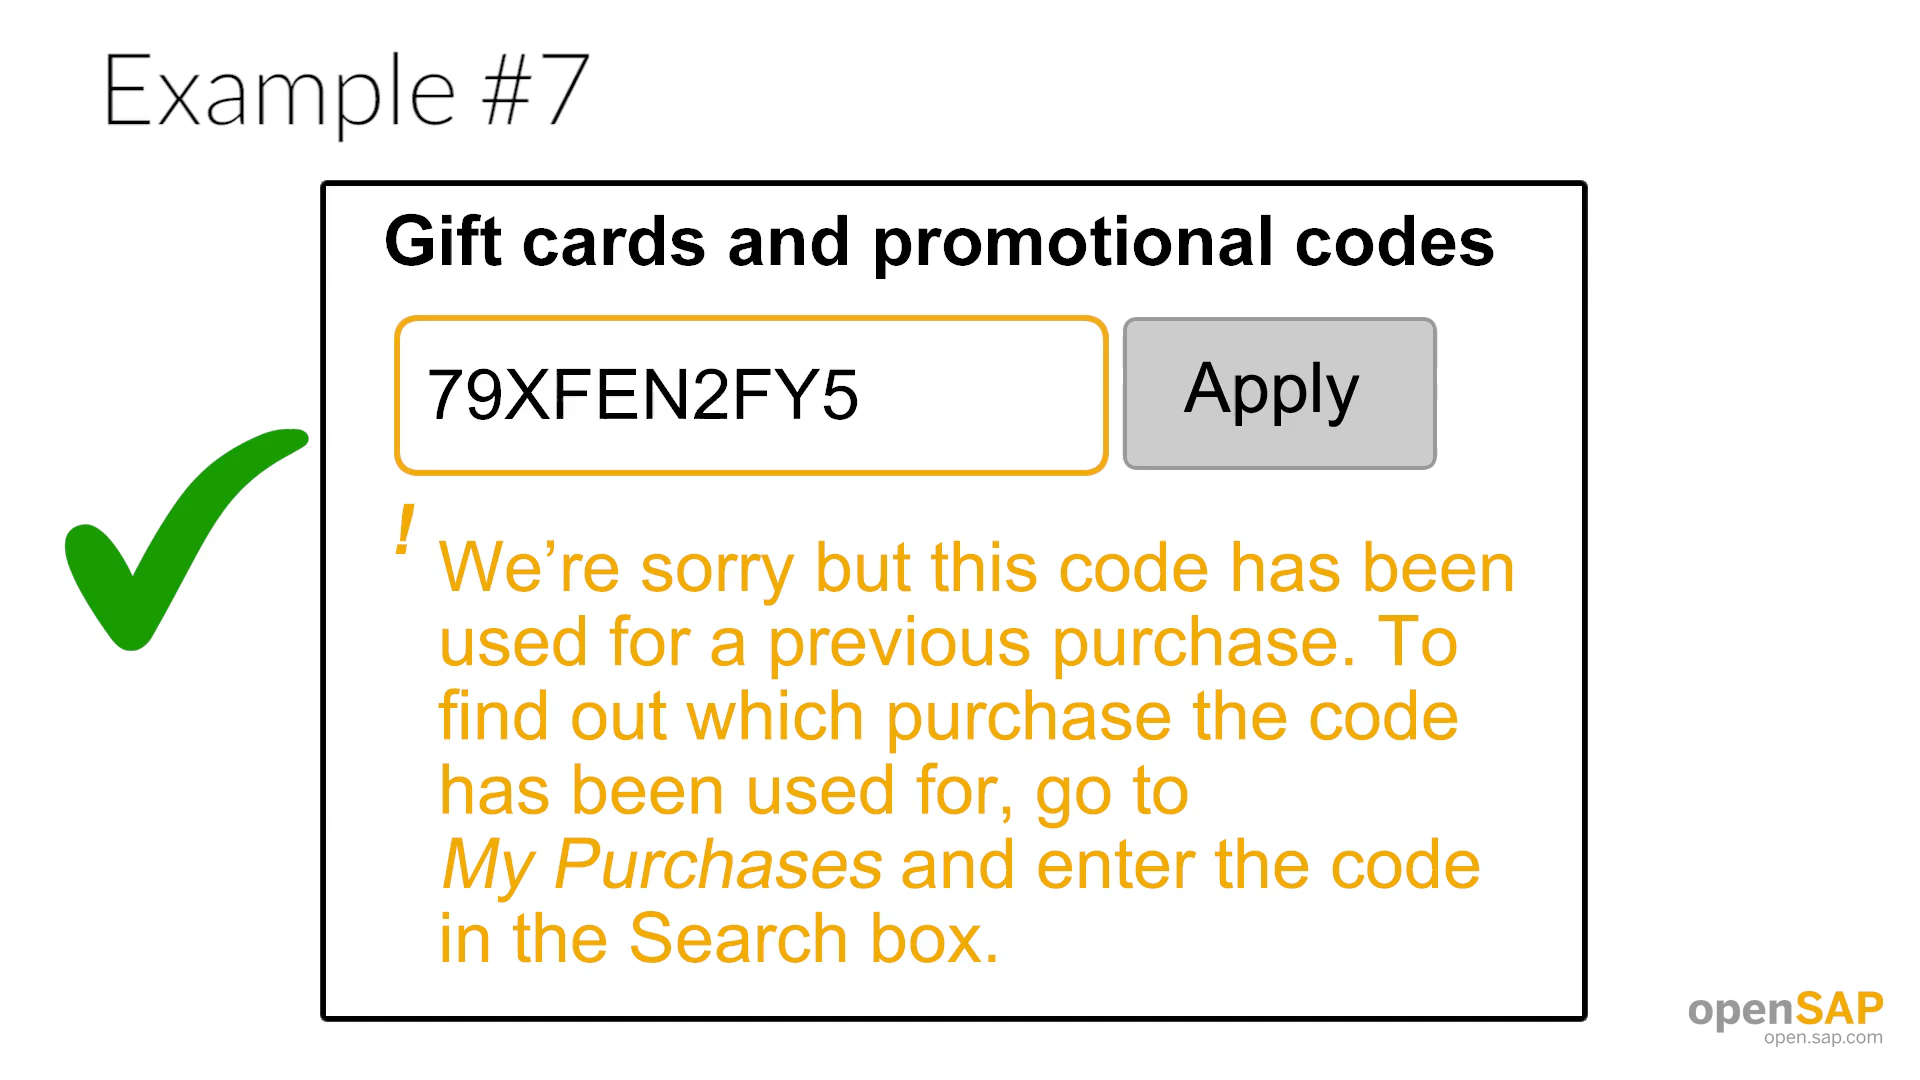 Example #7
Gift cards and promotional codes
79XFEN2FY5
Apply
!
We’re sorry but this code has been
used for a previous purchase. To
find out which purchase the code
has been used for, go to
My Purchases and enter the code
in the Search box.
openSAP
open.sap.com